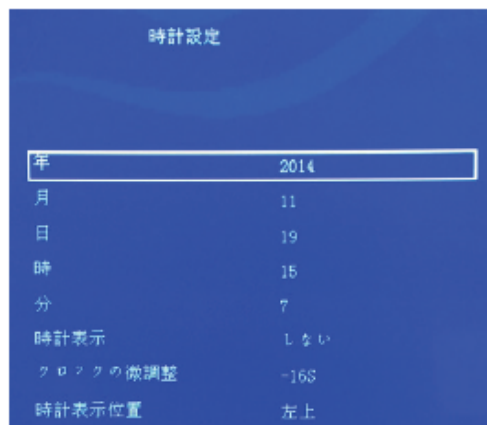 時計設定
年 2014
月 11
日 19
時 15
分 7
時計表示 しない
クロックの微調整 -16S
時計表示位置 左上